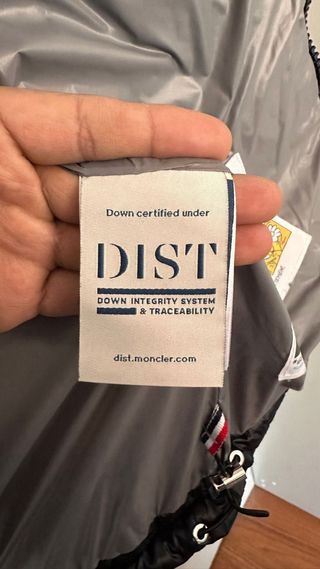 Down certified under
DIST
DOWN INTEGRITY SYSTEM
& TRACEABILITY
dist.moncler.com